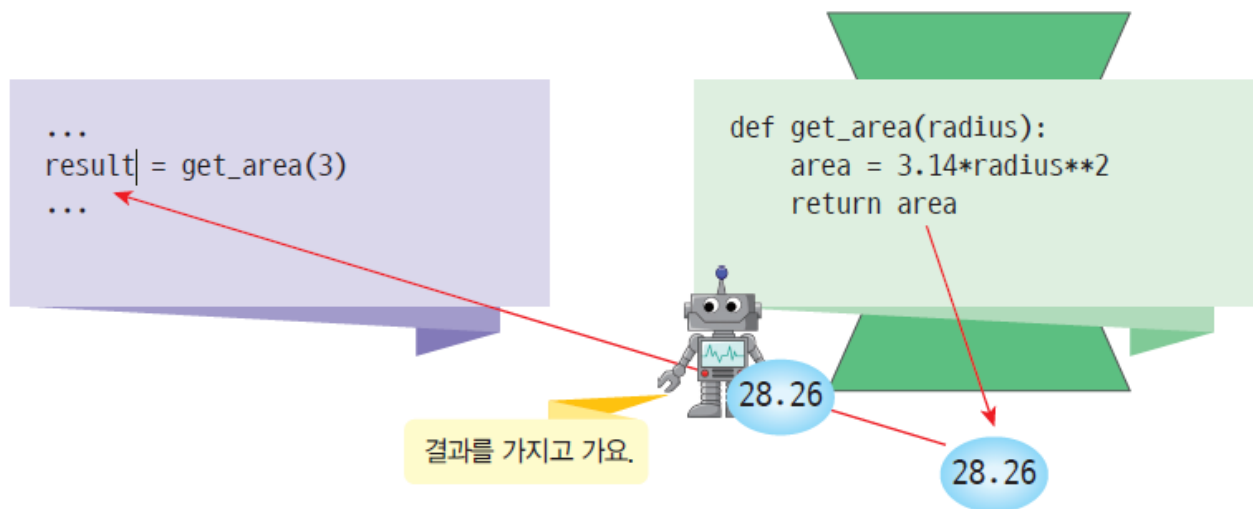 ...
result = get_area(3)
...
def get_area(radius):
    area = 3.14*radius**2
    return area
28.26
결과를 가지고 가요.
28.26